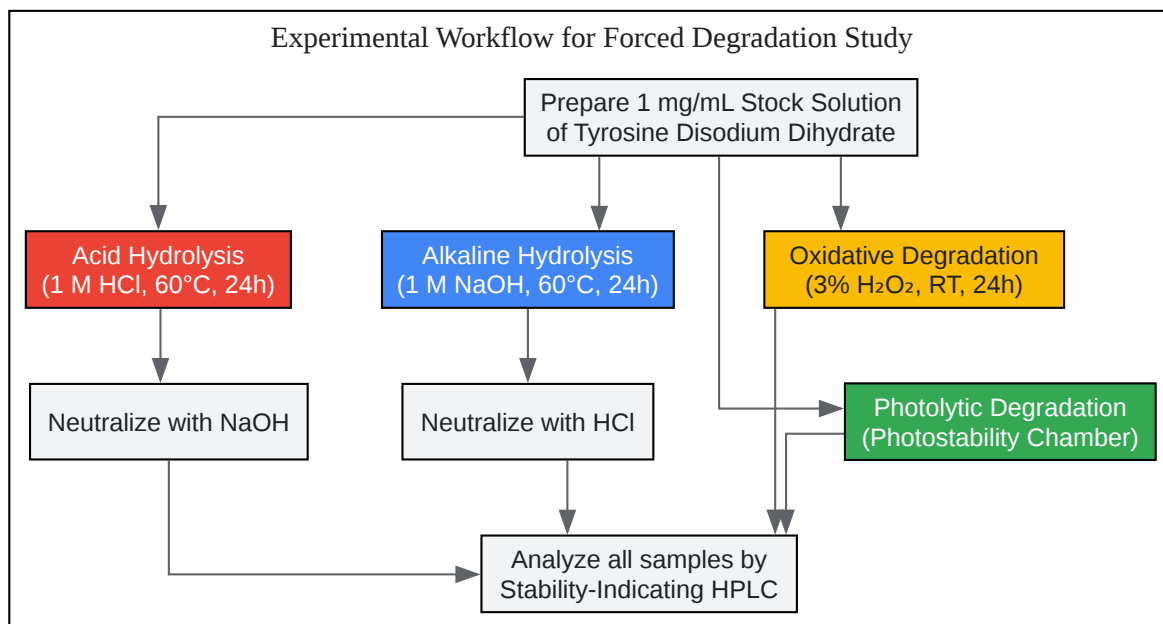 Experimental Workflow for Forced Degradation Study
Prepare 1 mg/mL Stock Solution
of Tyrosine Disodium Dihydrate
Acid Hydrolysis
(1 M HCl, 60°C, 24h)
Alkaline Hydrolysis
(1 M NaOH, 60°C, 24h)
Oxidative Degradation
(3% H₂O₂, RT, 24h)
Neutralize with NaOH
Neutralize with HCl
Photolytic Degradation
(Photostability Chamber)
Analyze all samples by
Stability-Indicating HPLC